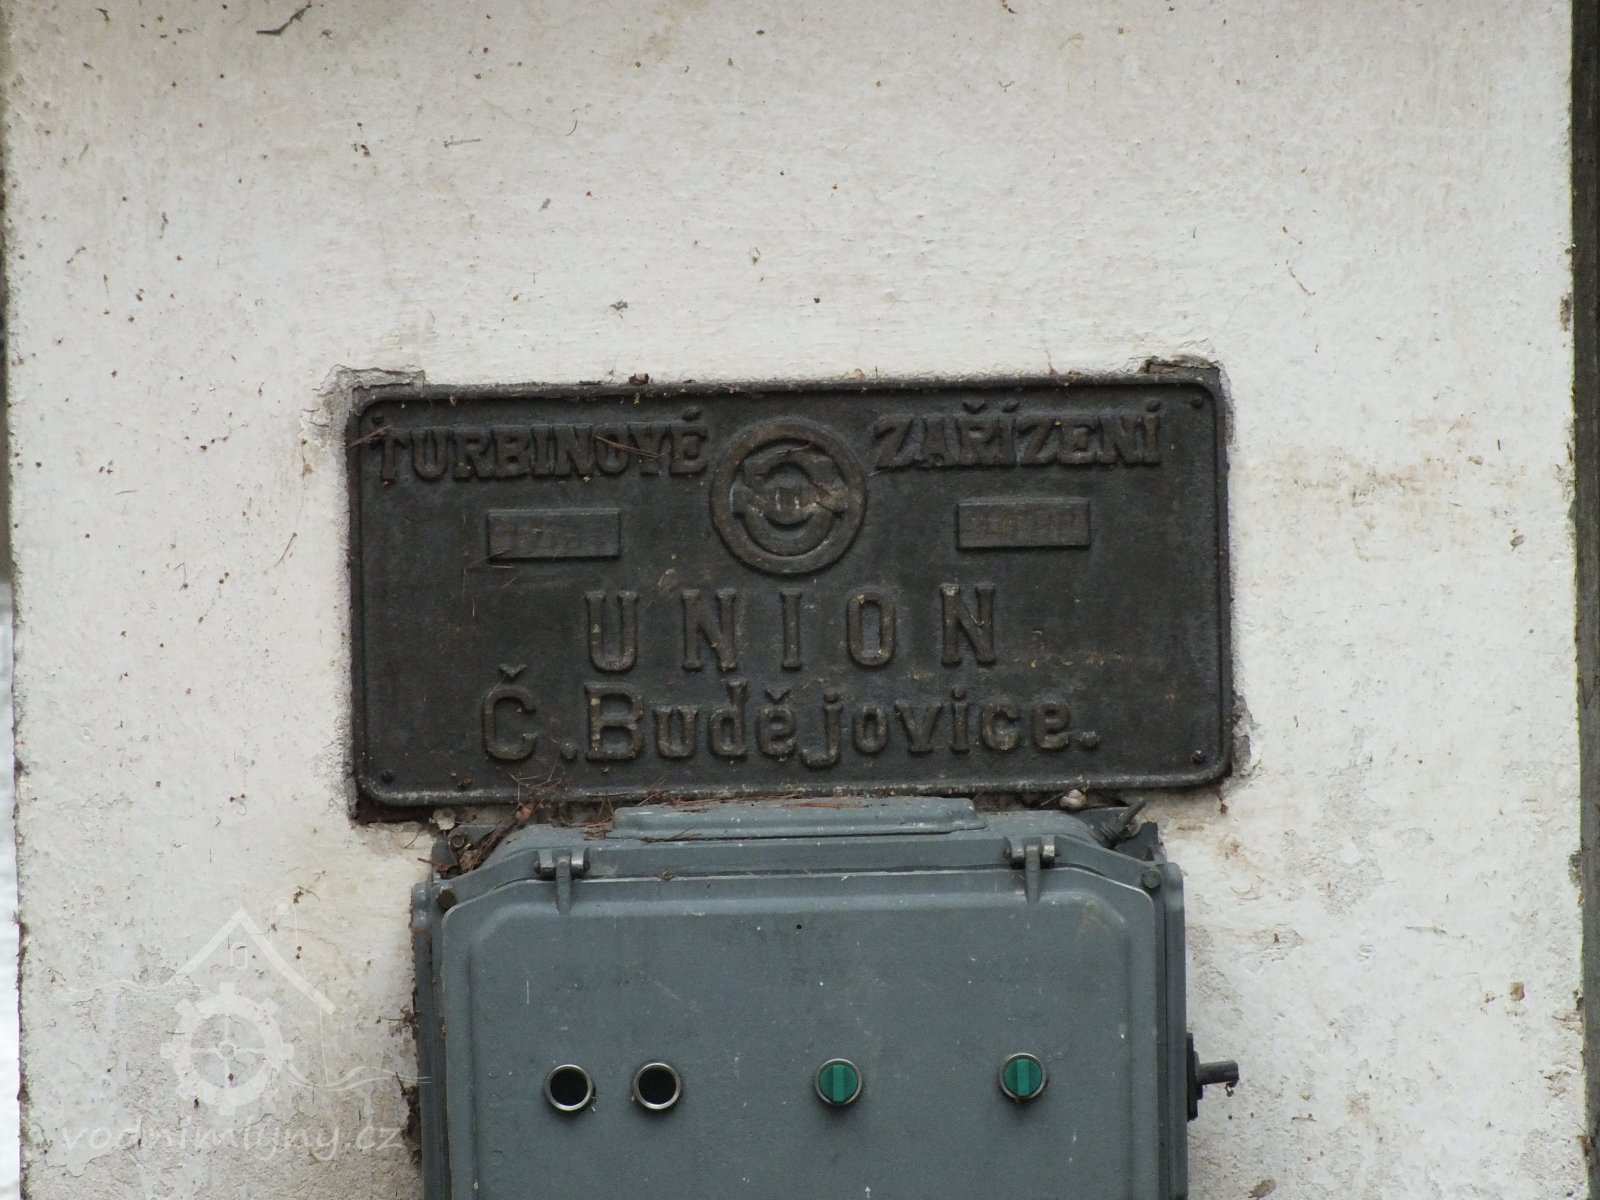 TURBINOVÉ ZAŘÍZENÍ
UNION
Č. Budějovice.
vodnimlyny.cz